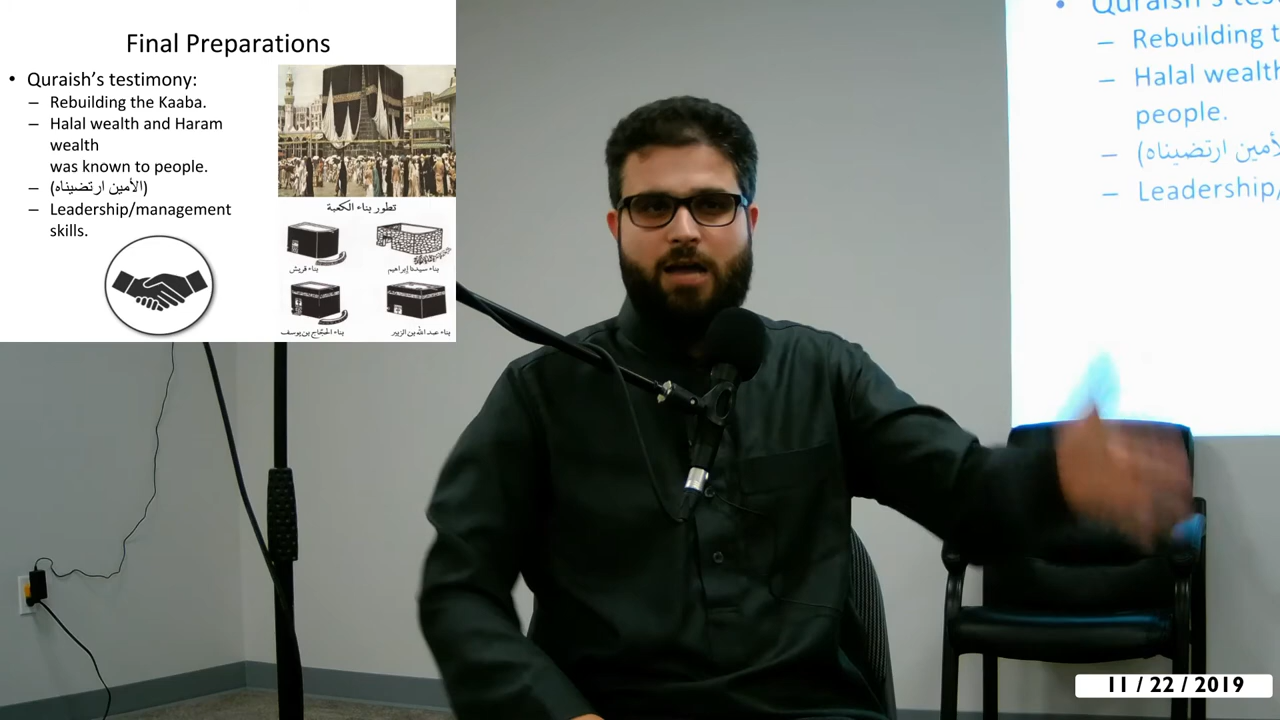 Final Preparations
• Quraish's testimony:
– Rebuilding the Kaaba.
– Halal wealth and Haram
wealth
was known to people.
– (الأمين ارتضيناه)
– Leadership/management
skills.
تطور بناء الكعبة
بناء قريش
بناء سيدنا إبراهيم
بناء الحجاج بن يوسف
بناء عبد الله بن الزبير
• Quraish's tes
– Rebuilding t
– Halal wealth
people.
– (الأمين ارتضيناه
– Leadership/
11 / 22 / 2019